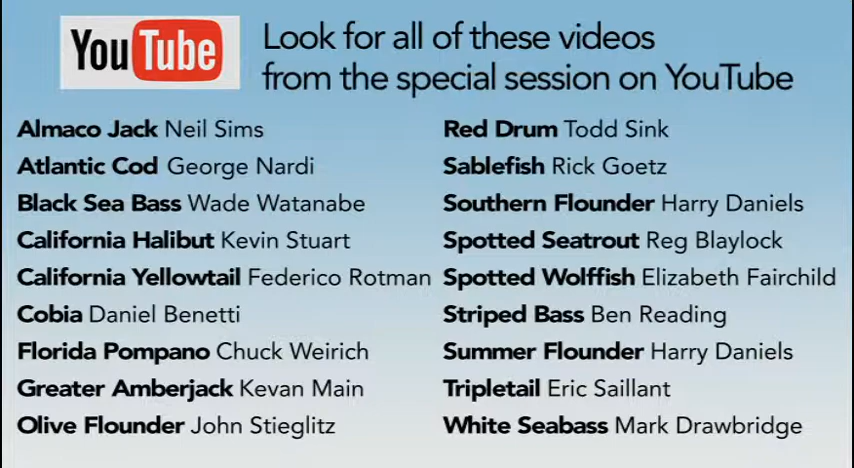 YouTube
Look for all of these videos
from the special session on YouTube
Almaco Jack Neil Sims
Atlantic Cod George Nardi
Black Sea Bass Wade Watanabe
California Halibut Kevin Stuart
California Yellowtail Federico Rotman
Cobia Daniel Benetti
Florida Pompano Chuck Weirich
Greater Amberjack Kevan Main
Olive Flounder John Stieglitz
Red Drum Todd Sink
Sablefish Rick Goetz
Southern Flounder Harry Daniels
Spotted Seatrout Reg Blaylock
Spotted Wolffish Elizabeth Fairchild
Striped Bass Ben Reading
Summer Flounder Harry Daniels
Tripletail Eric Saillant
White Seabass Mark Drawbridge